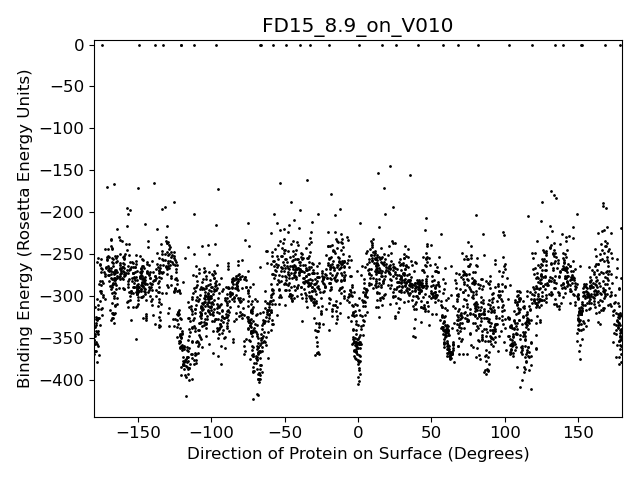 FD15_8.9_on_V010
Binding Energy (Rosetta Energy Units)
0
−50
−100
−150
−200
−250
−300
−350
−400
−150 −100 −50 0 50 100 150
Direction of Protein on Surface (Degrees)